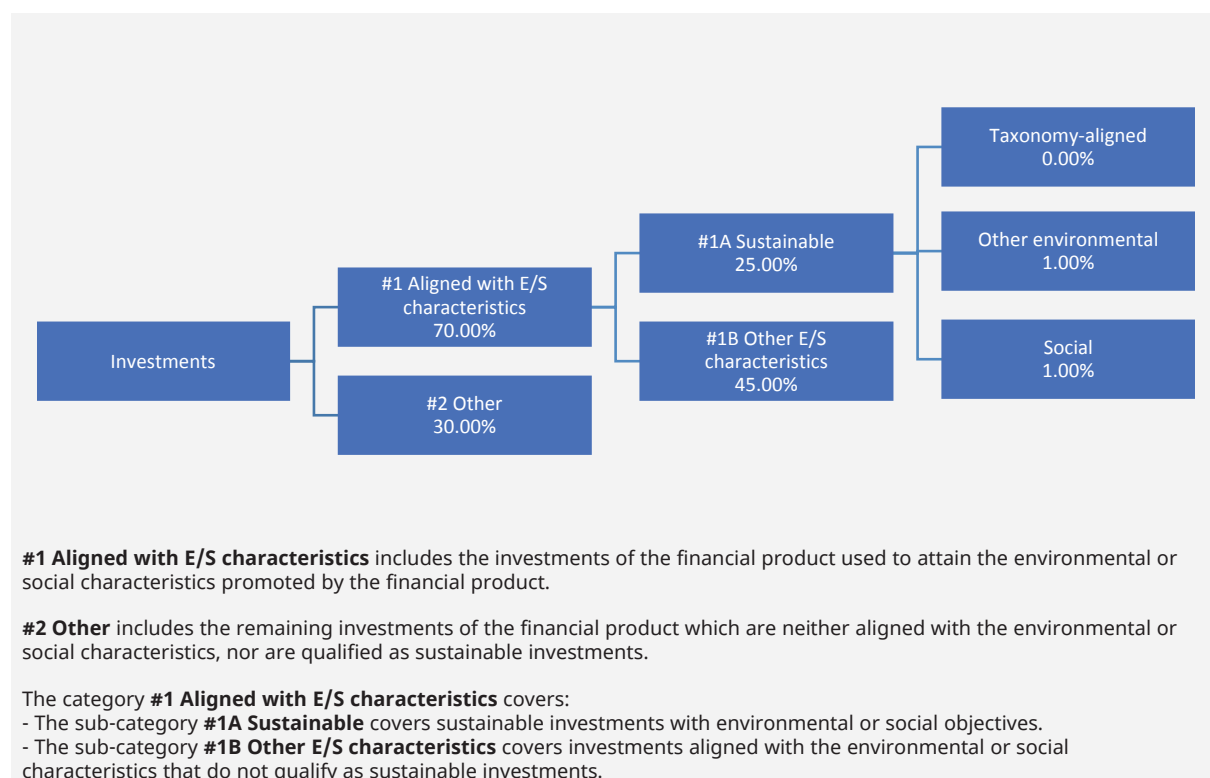 Taxonomy-aligned
0.00%
#1A Sustainable
25.00%
Other environmental
1.00%
#1 Aligned with E/S
characteristics
70.00%
Investments
#1B Other E/S
characteristics
45.00%
Social
1.00%
#2 Other
30.00%
#1 Aligned with E/S characteristics includes the investments of the financial product used to attain the environmental or
social characteristics promoted by the financial product.
#2 Other includes the remaining investments of the financial product which are neither aligned with the environmental or
social characteristics, nor are qualified as sustainable investments.
The category #1 Aligned with E/S characteristics covers:
- The sub-category #1A Sustainable covers sustainable investments with environmental or social objectives.
- The sub-category #1B Other E/S characteristics covers investments aligned with the environmental or social
characteristics that do not qualify as sustainable investments.